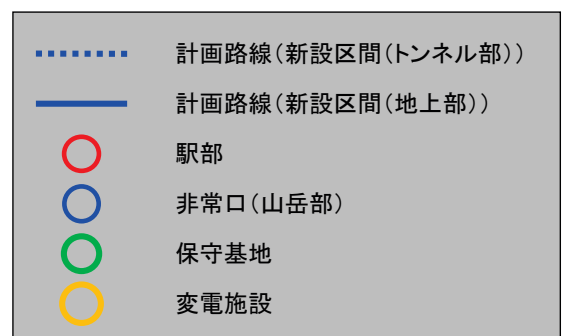 計画路線（新設区間（トンネル部））
計画路線（新設区間（地上部））
駅部
非常口（山岳部）
保守基地
変電施設